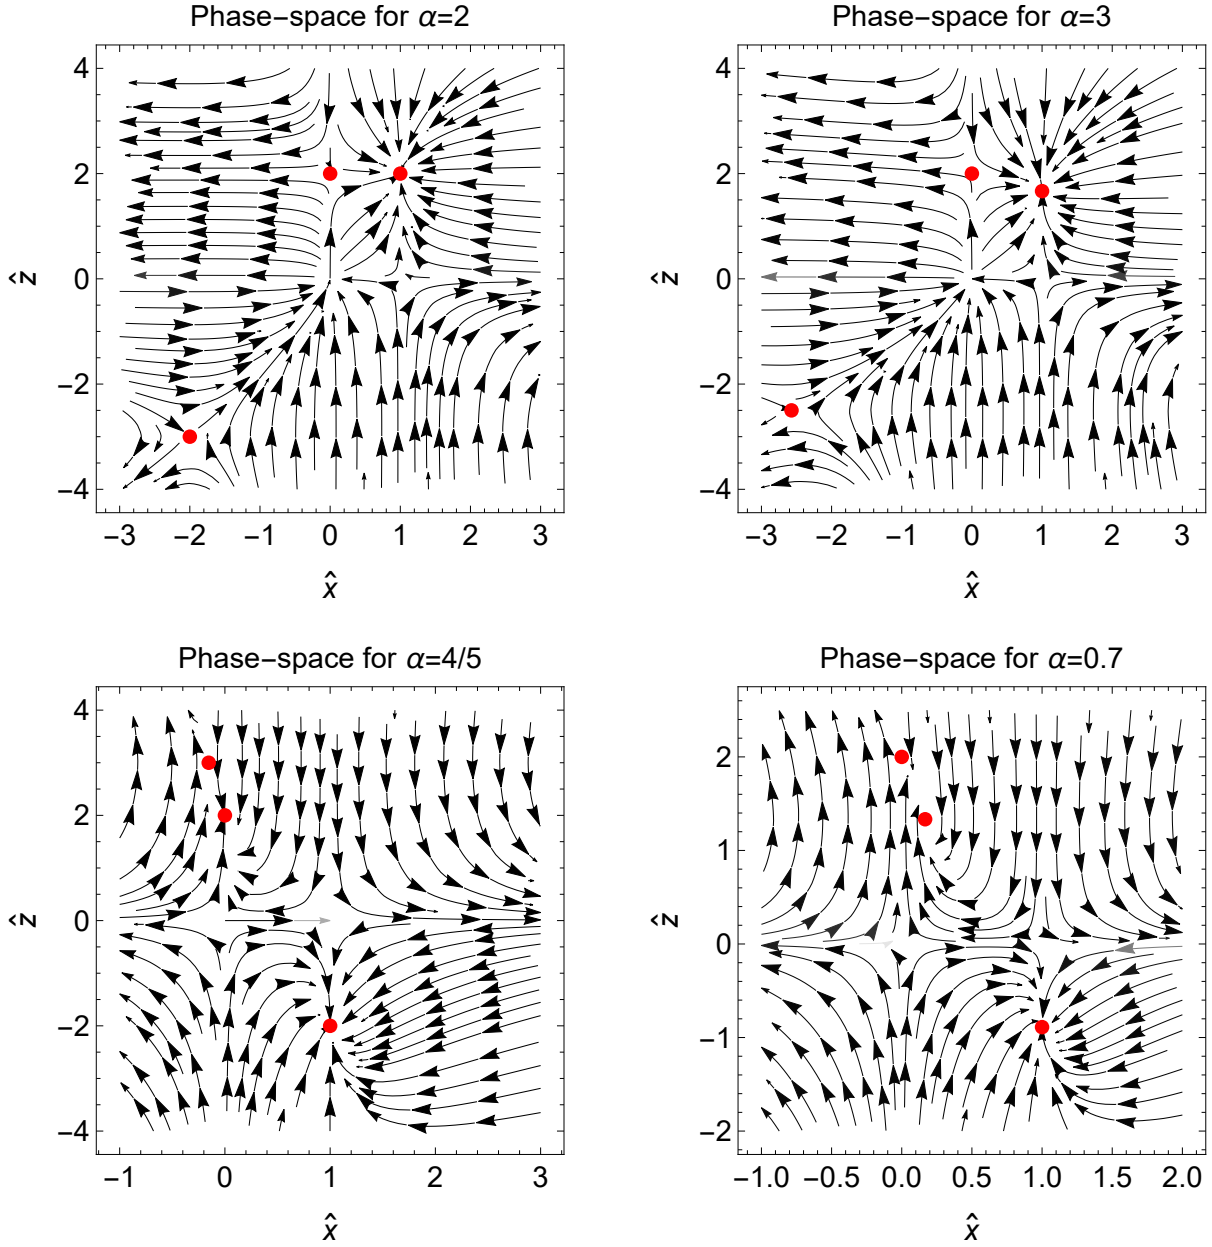 Phase−space for α=2
4
2
0
−2
−4
ẑ
−3 −2 −1 0 1 2 3
x̂
Phase−space for α=3
4
2
0
−2
−4
ẑ
−3 −2 −1 0 1 2 3
x̂
Phase−space for α=4/5
4
2
0
−2
−4
ẑ
−1 0 1 2 3
x̂
Phase−space for α=0.7
2
1
0
−1
−2
ẑ
−1.0 −0.5 0.0 0.5 1.0 1.5 2.0
x̂